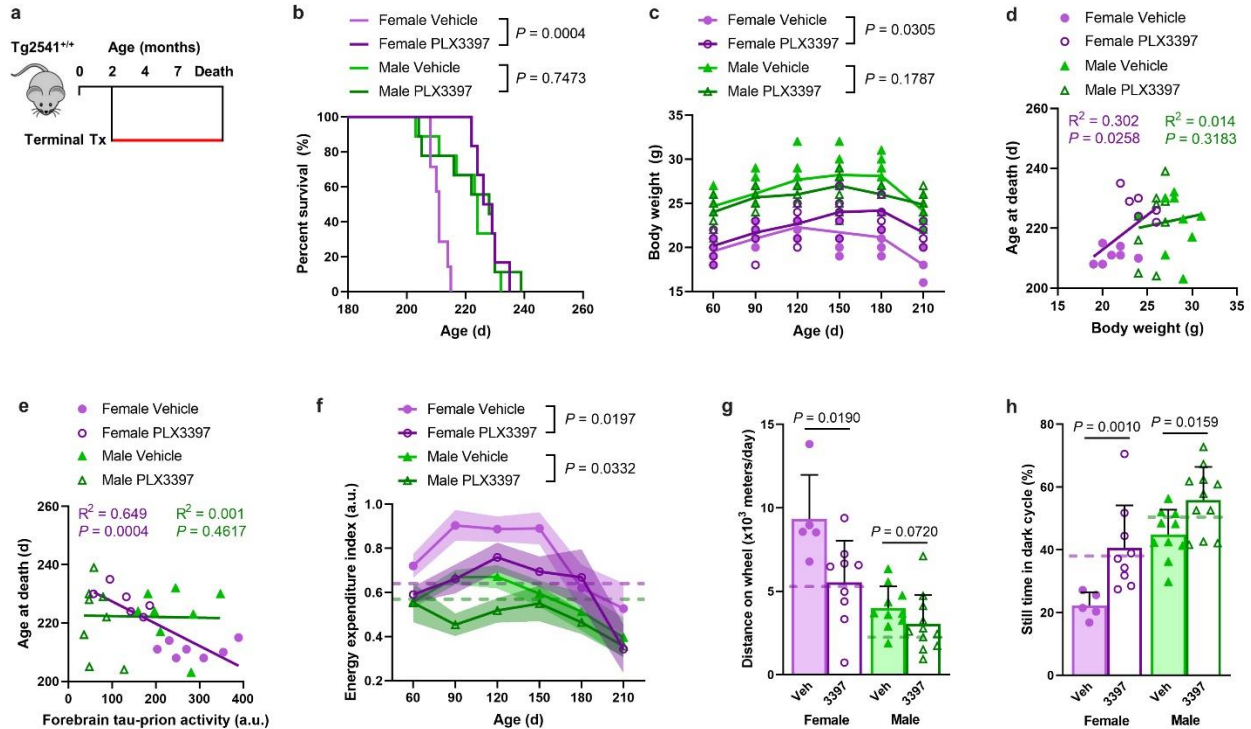 a
Tg2541+/+
Age (months)
0 2 4 7 Death
Terminal Tx
b
Female Vehicle
Female PLX3397
P = 0.0004
Male Vehicle
Male PLX3397
P = 0.7473
Percent survival (%)
100
80
60
40
20
0
180 200 220 240 260
Age (d)
c
Female Vehicle
Female PLX3397
P = 0.0305
Male Vehicle
Male PLX3397
P = 0.1787
Body weight (g)
35
30
25
20
15
60 90 120 150 180 210
Age (d)
d
Female Vehicle
Female PLX3397
Male Vehicle
Male PLX3397
R² = 0.302 R² = 0.014
P = 0.0258 P = 0.3183
Age at death (d)
260
240
220
200
15 20 25 30 35
Body weight (g)
e
Female Vehicle
Female PLX3397
Male Vehicle
Male PLX3397
R² = 0.649 R² = 0.001
P = 0.0004 P = 0.4617
Age at death (d)
260
240
220
200
0 100 200 300 400
Forebrain tau-prion activity (a.u.)
f
Female Vehicle
Female PLX3397
P = 0.0197
Male Vehicle
Male PLX3397
P = 0.0332
Energy expenditure index (a.u.)
1.0
0.8
0.6
0.4
0.2
60 90 120 150 180 210
Age (d)
g
P = 0.0190
P = 0.0720
Distance on wheel (x10³ meters/day)
15
10
5
0
Veh 3397 Veh 3397
Female Male
h
P = 0.0010
P = 0.0159
Still time in dark cycle (%)
80
60
40
20
0
Veh 3397 Veh 3397
Female Male